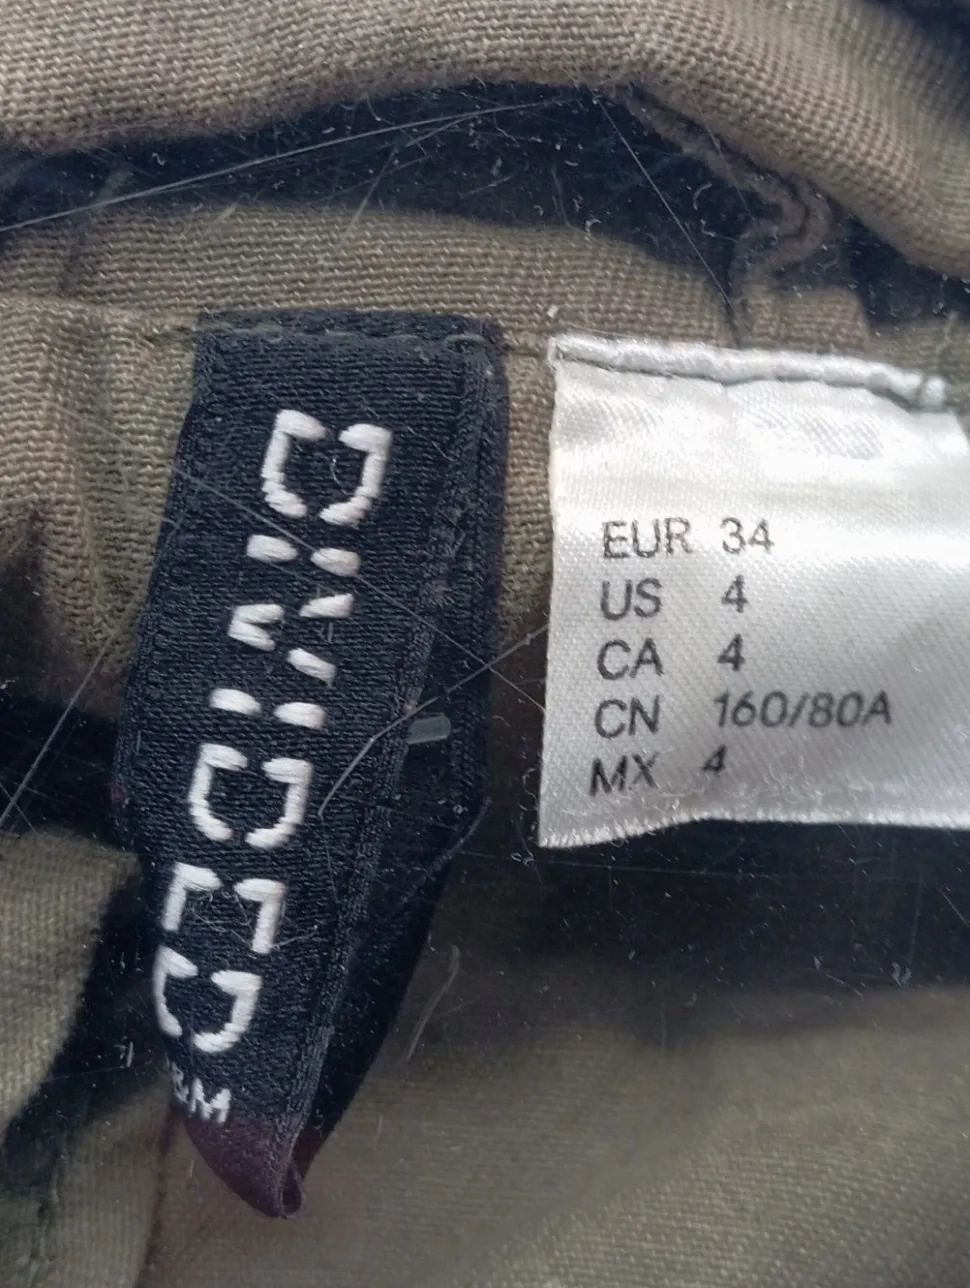 DIVIDED
&M
EUR 34
US 4
CA 4
CN 160/80A
MX 4